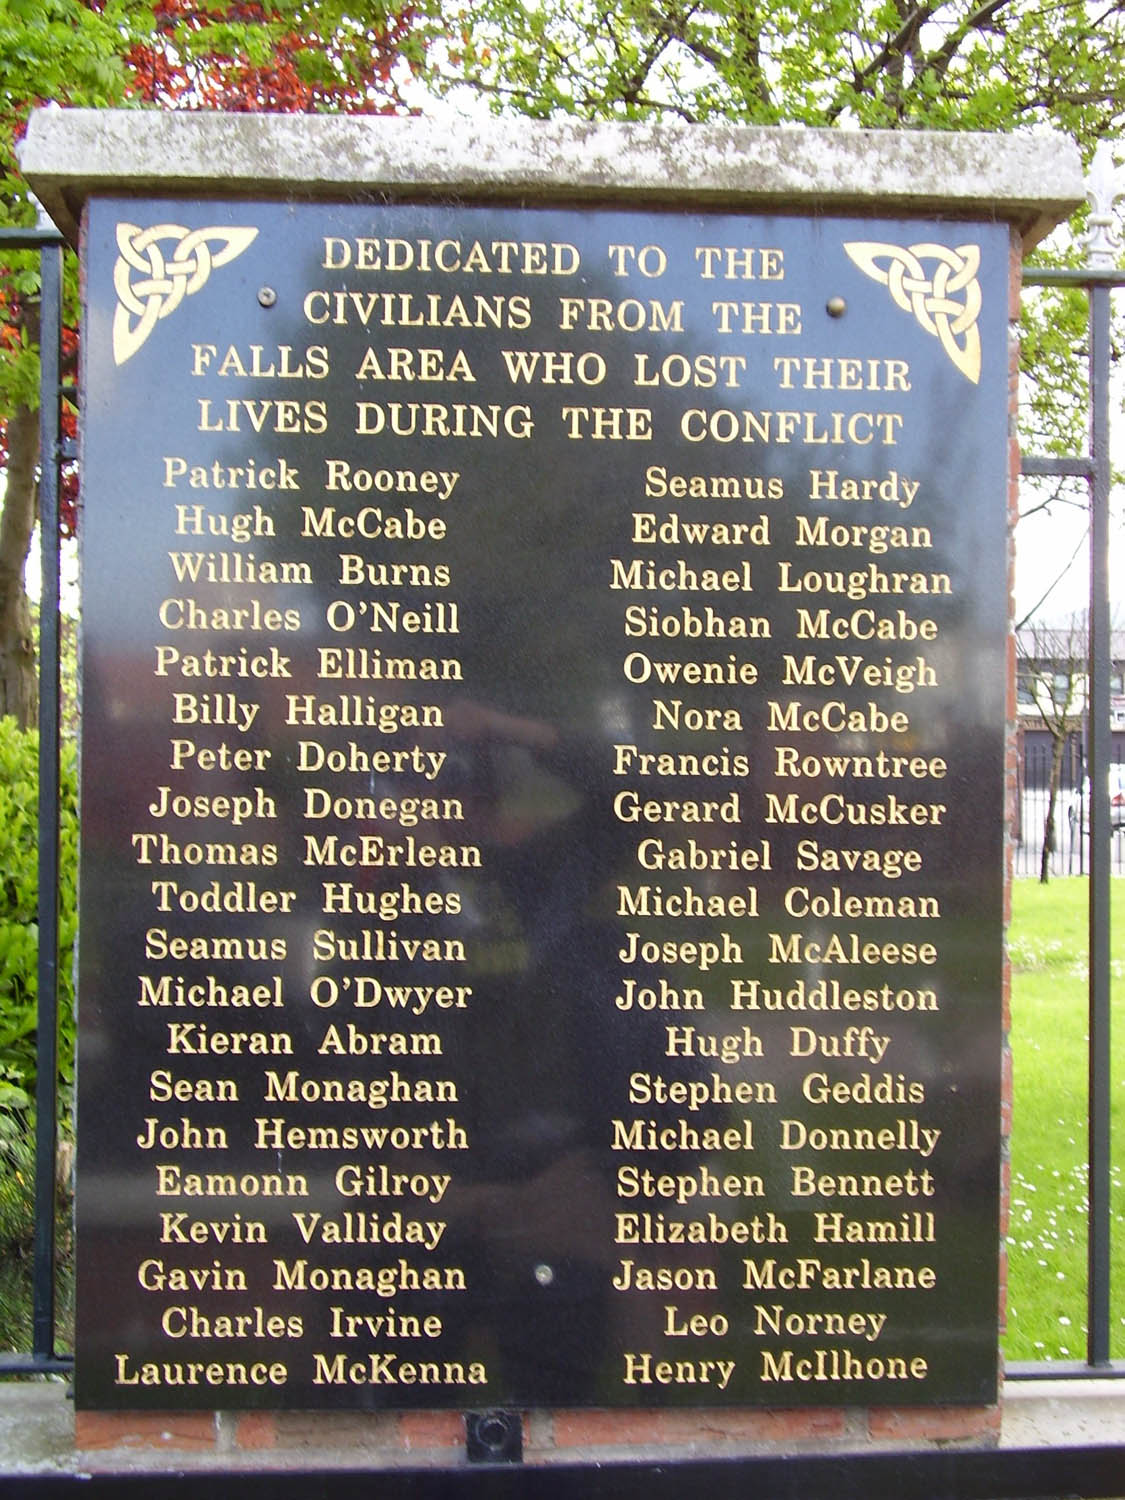 DEDICATED TO THE
CIVILIANS FROM THE
FALLS AREA WHO LOST THEIR
LIVES DURING THE CONFLICT
Patrick Rooney
Hugh McCabe
William Burns
Charles O'Neill
Patrick Elliman
Billy Halligan
Peter Doherty
Joseph Donegan
Thomas McErlean
Toddler Hughes
Seamus Sullivan
Michael O'Dwyer
Kieran Abram
Sean Monaghan
John Hemsworth
Eamonn Gilroy
Kevin Valliday
Gavin Monaghan
Charles Irvine
Laurence McKenna
Seamus Hardy
Edward Morgan
Michael Loughran
Siobhan McCabe
Owenie McVeigh
Nora McCabe
Francis Rowntree
Gerard McCusker
Gabriel Savage
Michael Coleman
Joseph McAleese
John Huddleston
Hugh Duffy
Stephen Geddis
Michael Donnelly
Stephen Bennett
Elizabeth Hamill
Jason McFarlane
Leo Norney
Henry McIlhone